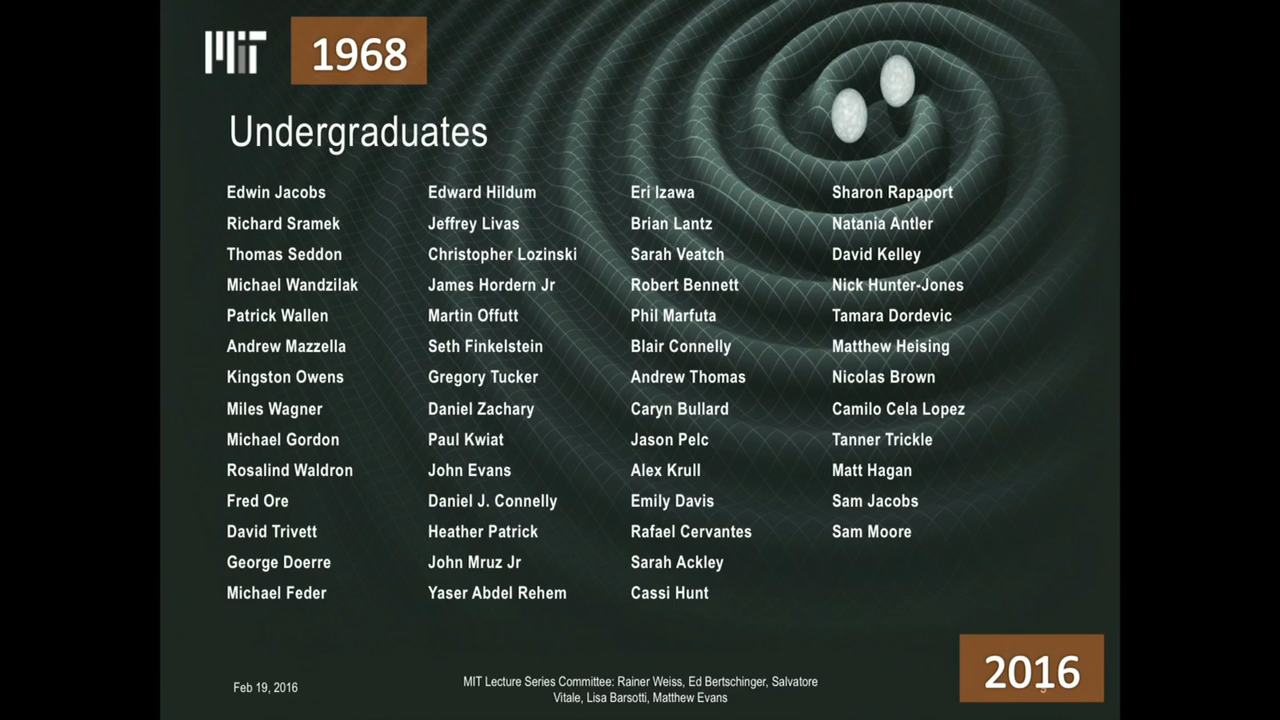 MIT
1968
Undergraduates
Edwin Jacobs
Richard Sramek
Thomas Seddon
Michael Wandzilak
Patrick Wallen
Andrew Mazzella
Kingston Owens
Miles Wagner
Michael Gordon
Rosalind Waldron
Fred Ore
David Trivett
George Doerre
Michael Feder
Edward Hildum
Jeffrey Livas
Christopher Lozinski
James Hordern Jr
Martin Offutt
Seth Finkelstein
Gregory Tucker
Daniel Zachary
Paul Kwiat
John Evans
Daniel J. Connelly
Heather Patrick
John Mruz Jr
Yaser Abdel Rehem
Eri Izawa
Brian Lantz
Sarah Veatch
Robert Bennett
Phil Marfuta
Blair Connelly
Andrew Thomas
Caryn Bullard
Jason Pelc
Alex Krull
Emily Davis
Rafael Cervantes
Sarah Ackley
Cassi Hunt
Sharon Rapaport
Natania Antler
David Kelley
Nick Hunter-Jones
Tamara Dordevic
Matthew Heising
Nicolas Brown
Camilo Cela Lopez
Tanner Trickle
Matt Hagan
Sam Jacobs
Sam Moore
2016
Feb 19, 2016
MIT Lecture Series Committee: Rainer Weiss, Ed Bertschinger, Salvatore
Vitale, Lisa Barsotti, Matthew Evans